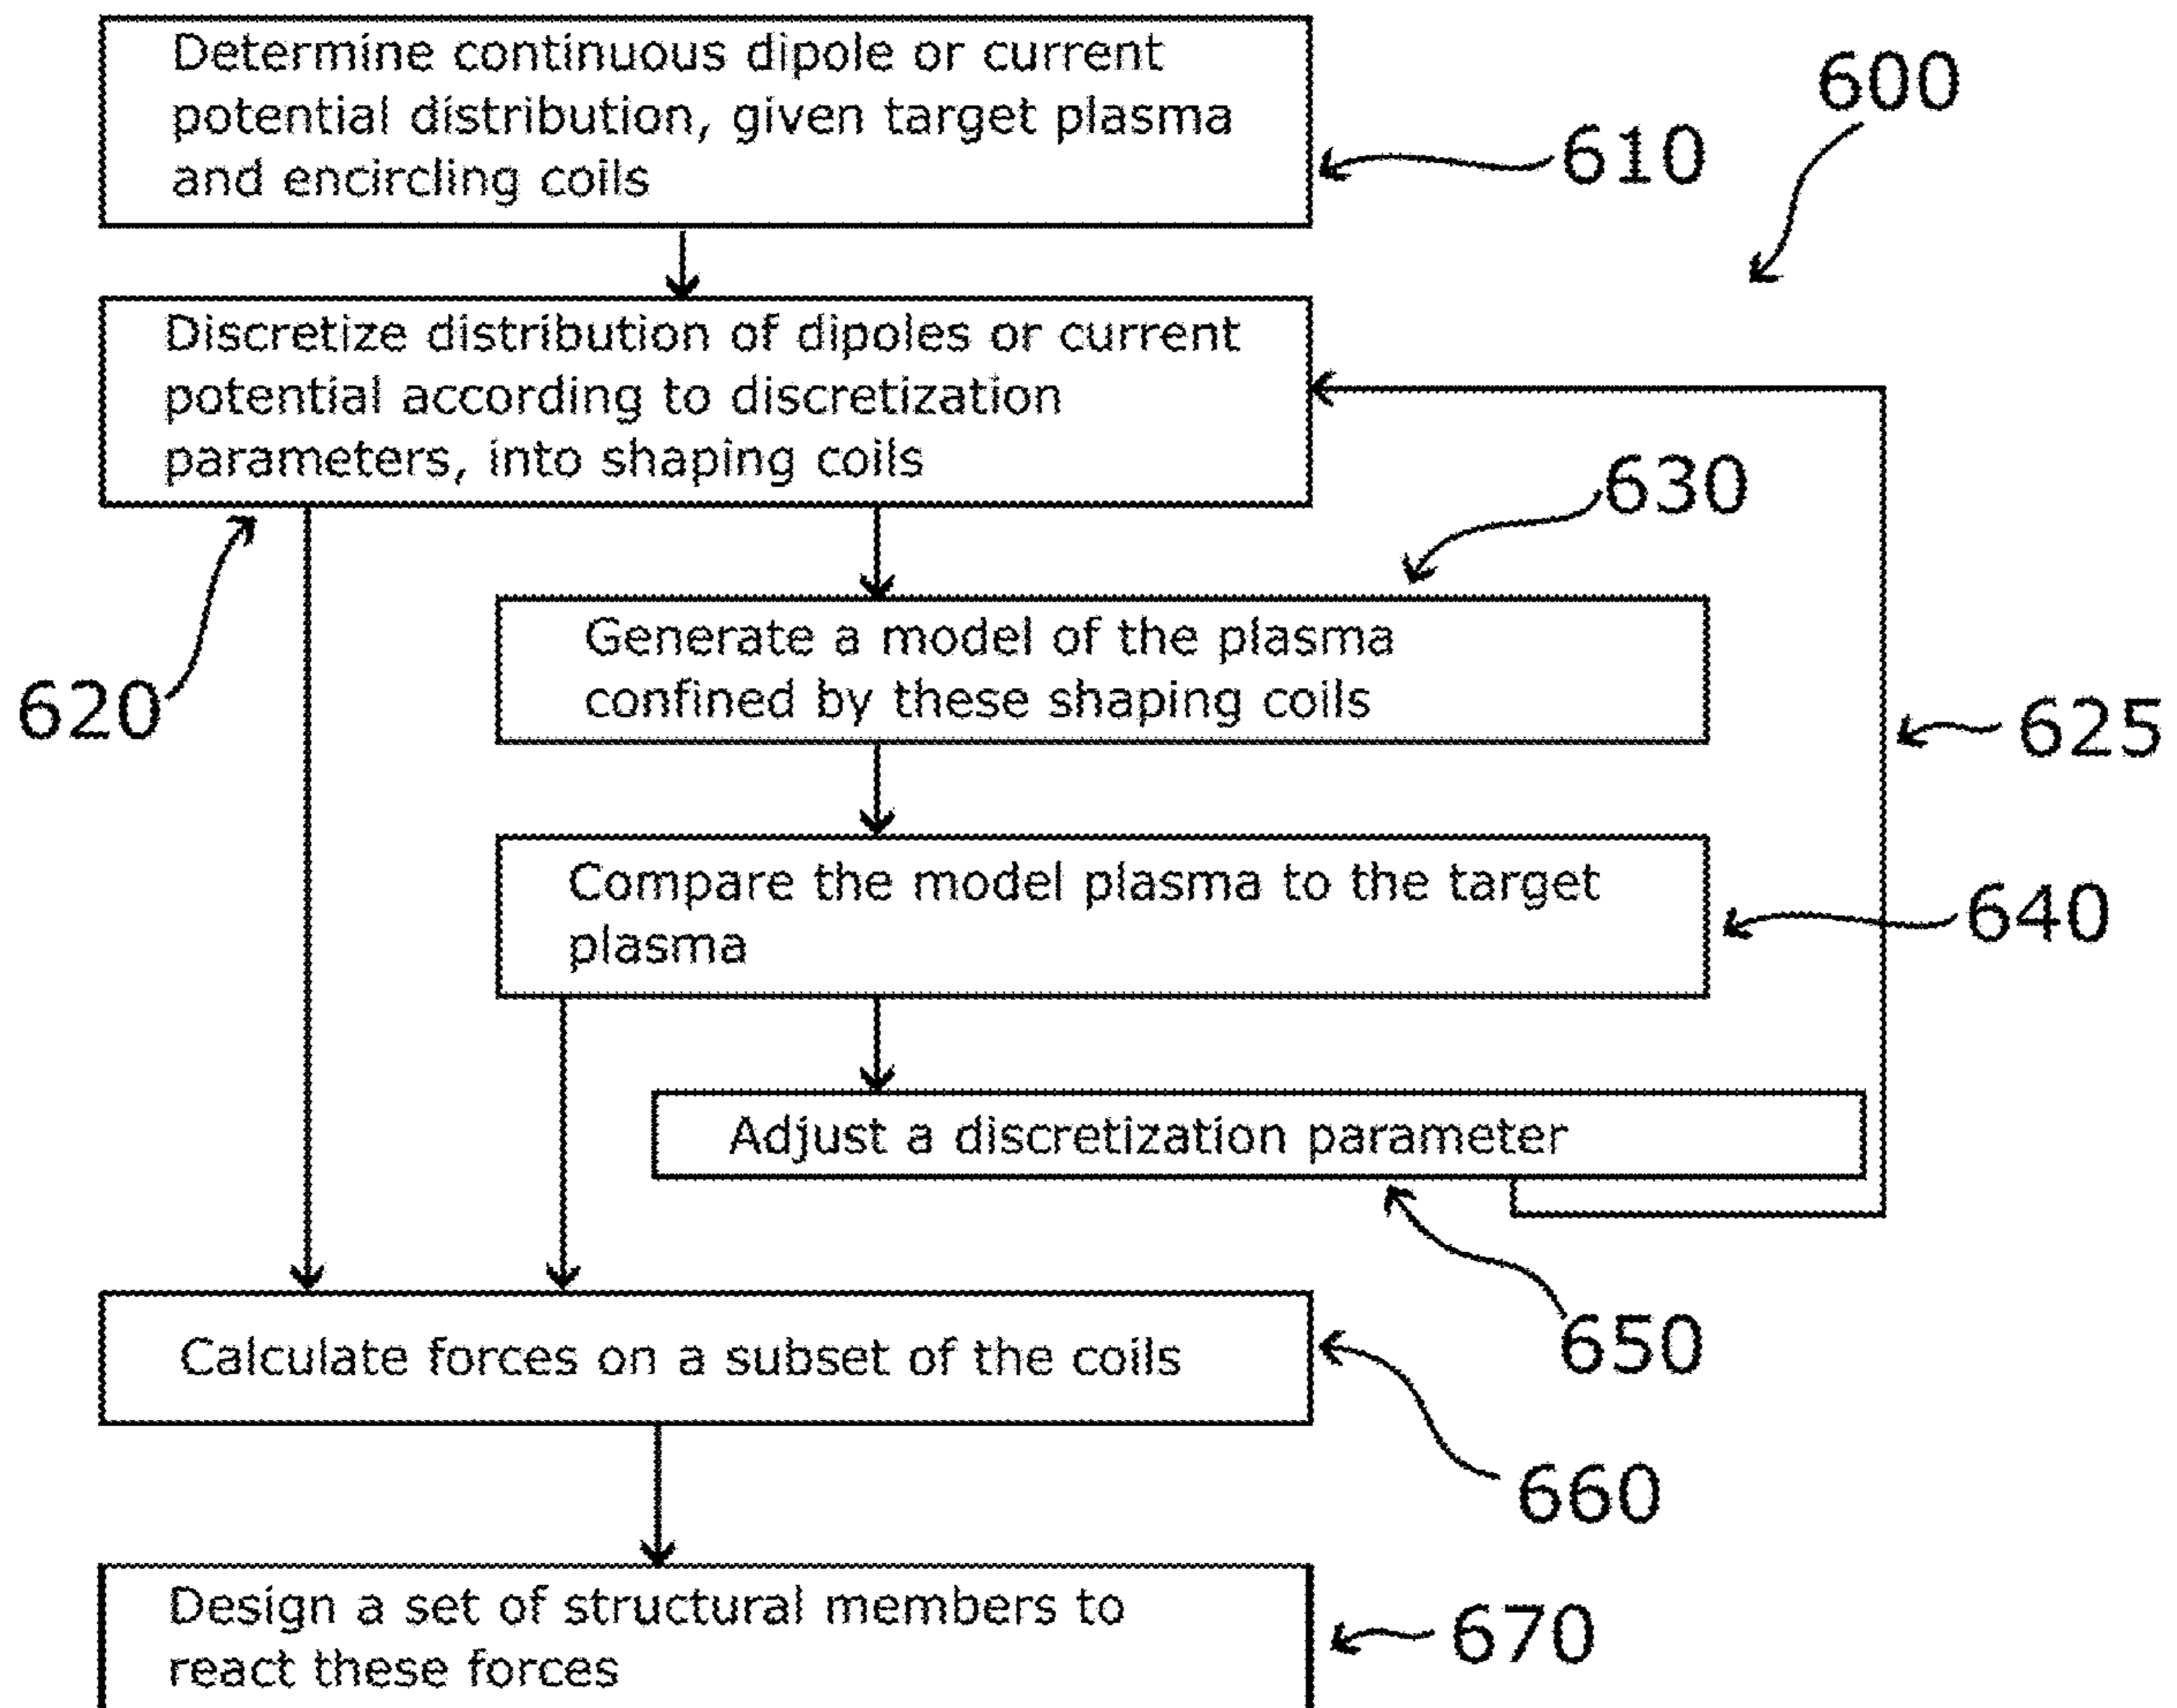 Determine continuous dipole or current
potential distribution, given target plasma
and encircling coils
600
610
Discretize distribution of dipoles or current
potential according to discretization
parameters, into shaping coils
630
620
Generate a model of the plasma
confined by these shaping coils
625
Compare the model plasma to the target
plasma
640
Adjust a discretization parameter
650
Calculate forces on a subset of the coils
660
Design a set of structural members to
react these forces
670